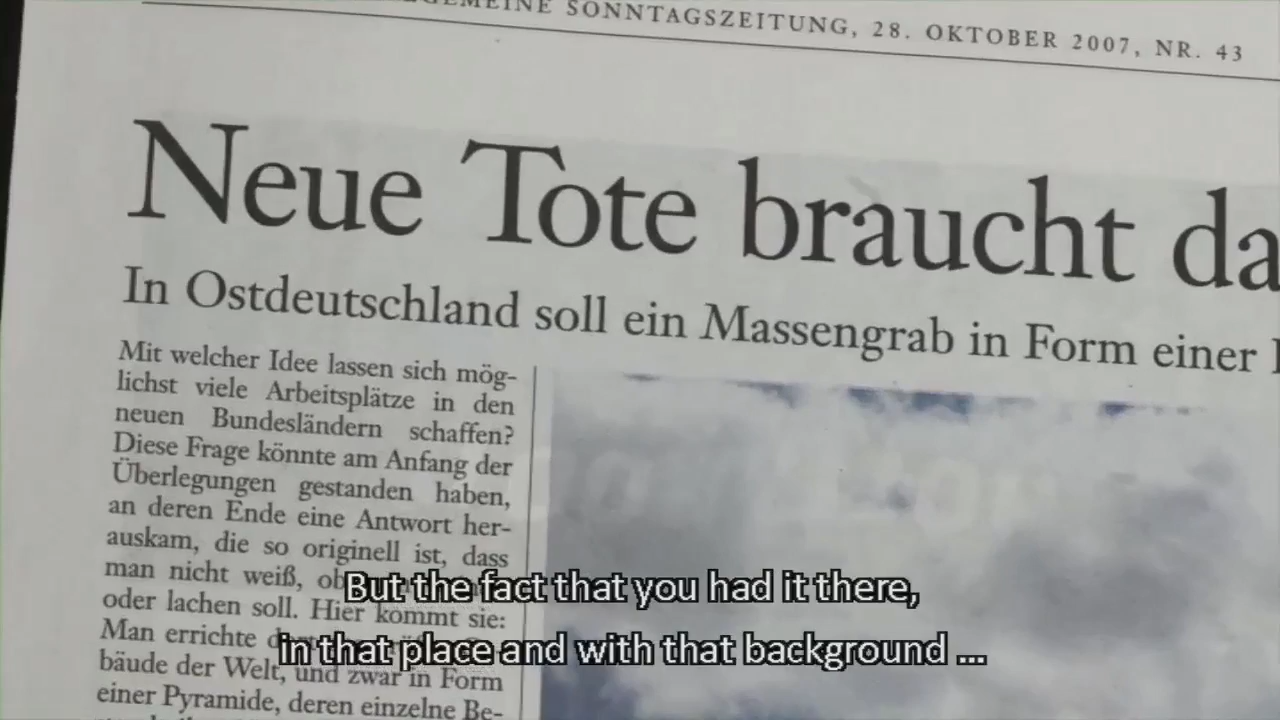 GEMEINE SONNTAGSZEITUNG, 28. OKTOBER 2007, NR. 43
Neue Tote braucht da
In Ostdeutschland soll ein Massengrab in Form einer
Mit welcher Idee lassen sich mög-
lichst viele Arbeitsplätze in den
neuen Bundesländern schaffen?
Diese Frage könnte am Anfang der
Überlegungen gestanden haben,
an deren Ende eine Antwort her-
auskam, die so originell ist, dass
man nicht weiß,
oder lachen soll. Hier kommt sie:
Man errichte
bäude der Welt, und zwar in Form
einer Pyramide, deren einzelne Be-
But the fact that you had it there,
in that place and with that background ...